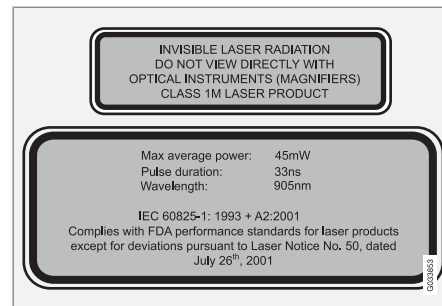 INVISIBLE LASER RADIATION
DO NOT VIEW DIRECTLY WITH
OPTICAL INSTRUMENTS (MAGNIFIERS)
CLASS 1M LASER PRODUCT
Max average power: 45mW
Pulse duration: 33ns
Wavelength: 905nm
IEC 60825-1: 1993 + A2:2001
Complies with FDA performance standards for laser products
except for deviations pursuant to Laser Notice No. 50, dated
July 26th, 2001
G033853